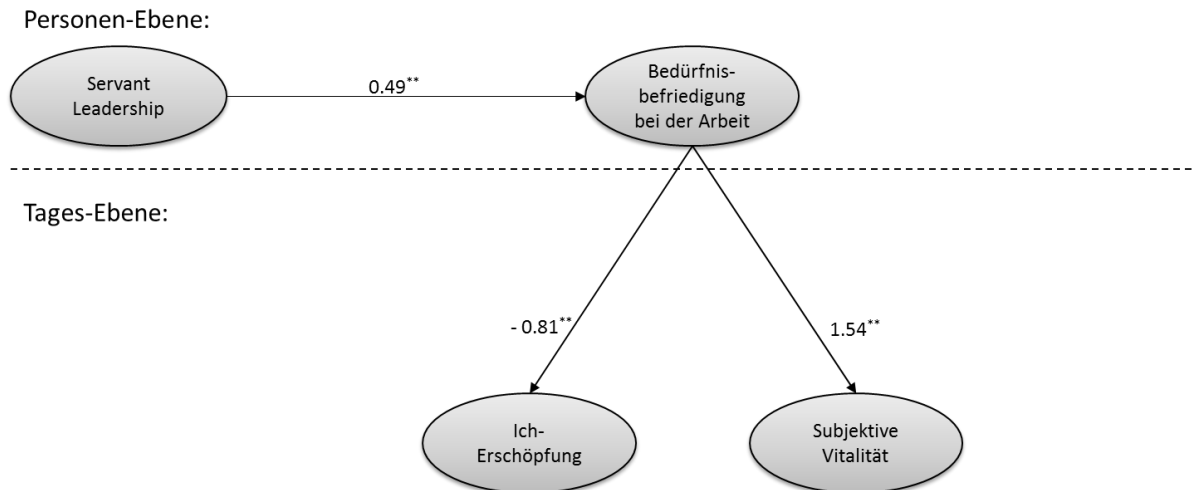 Personen-Ebene:
Servant
Leadership
0.49**
Bedürfnis-
befriedigung
bei der Arbeit
Tages-Ebene:
- 0.81**
1.54**
Ich-
Erschöpfung
Subjektive
Vitalität